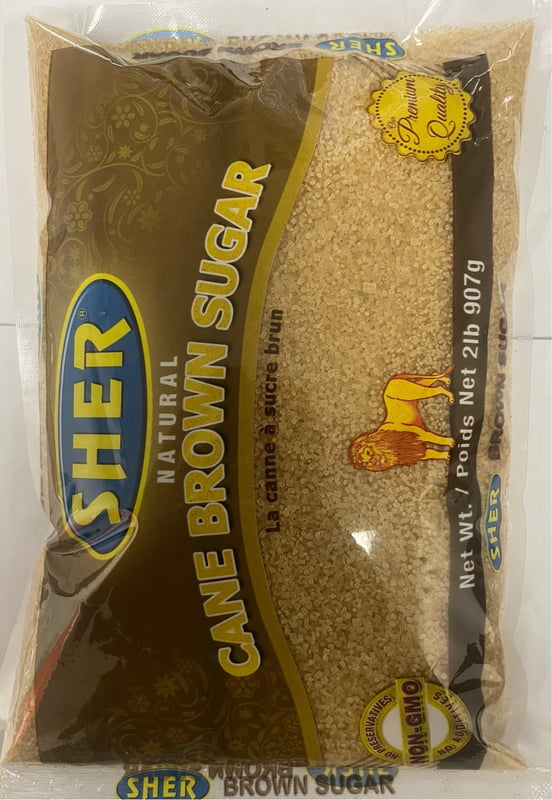 SHER®
NATURAL
CANE BROWN SUGAR
La canne à sucre brun
Premium
Quality
Net Wt. / Poids Net 2lb 907g
NO PRESERVATIVES
NON-GMO
NO ADDITIVES
SHER BROWN SUGAR
SHER
BROWN SUGAR
SHER
SHER BROWN SUGAR